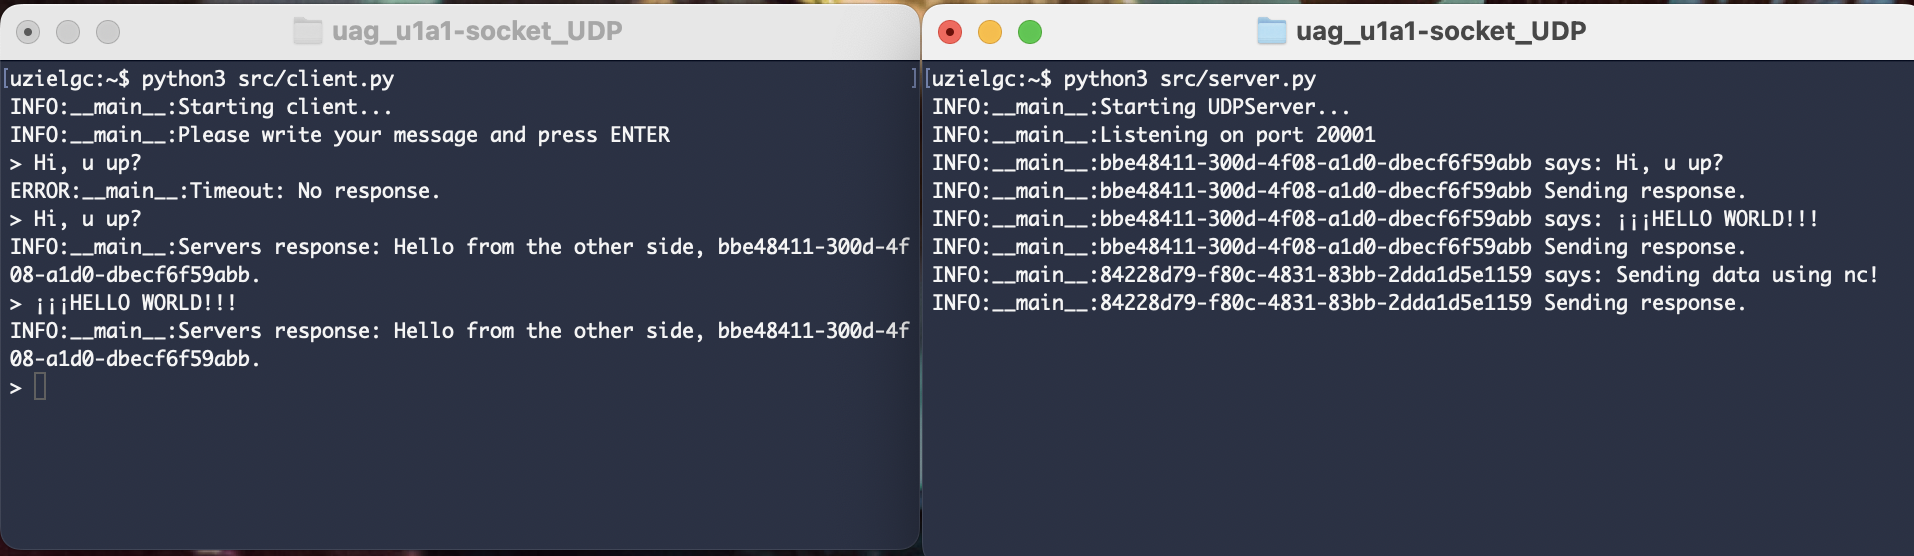 uag_u1a1-socket_UDP
[uzielgc:~$ python3 src/client.py ]
INFO:__main__:Starting client...
INFO:__main__:Please write your message and press ENTER
> Hi, u up?
ERROR:__main__:Timeout: No response.
> Hi, u up?
INFO:__main__:Servers response: Hello from the other side, bbe48411-300d-4f
08-a1d0-dbecf6f59abb.
> ¡¡¡HELLO WORLD!!!
INFO:__main__:Servers response: Hello from the other side, bbe48411-300d-4f
08-a1d0-dbecf6f59abb.
>
uag_u1a1-socket_UDP
[uzielgc:~$ python3 src/server.py
INFO:__main__:Starting UDPServer...
INFO:__main__:Listening on port 20001
INFO:__main__:bbe48411-300d-4f08-a1d0-dbecf6f59abb says: Hi, u up?
INFO:__main__:bbe48411-300d-4f08-a1d0-dbecf6f59abb Sending response.
INFO:__main__:bbe48411-300d-4f08-a1d0-dbecf6f59abb says: ¡¡¡HELLO WORLD!!!
INFO:__main__:bbe48411-300d-4f08-a1d0-dbecf6f59abb Sending response.
INFO:__main__:84228d79-f80c-4831-83bb-2dda1d5e1159 says: Sending data using nc!
INFO:__main__:84228d79-f80c-4831-83bb-2dda1d5e1159 Sending response.